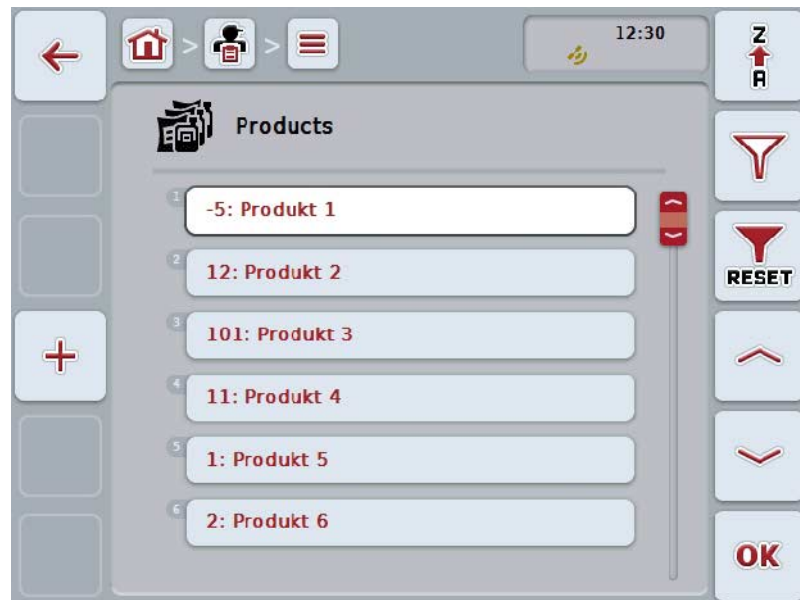 12:30
Z
A
Products
1
-5: Produkt 1
2
12: Produkt 2
RESET
3
101: Produkt 3
4
11: Produkt 4
5
1: Produkt 5
6
2: Produkt 6
OK